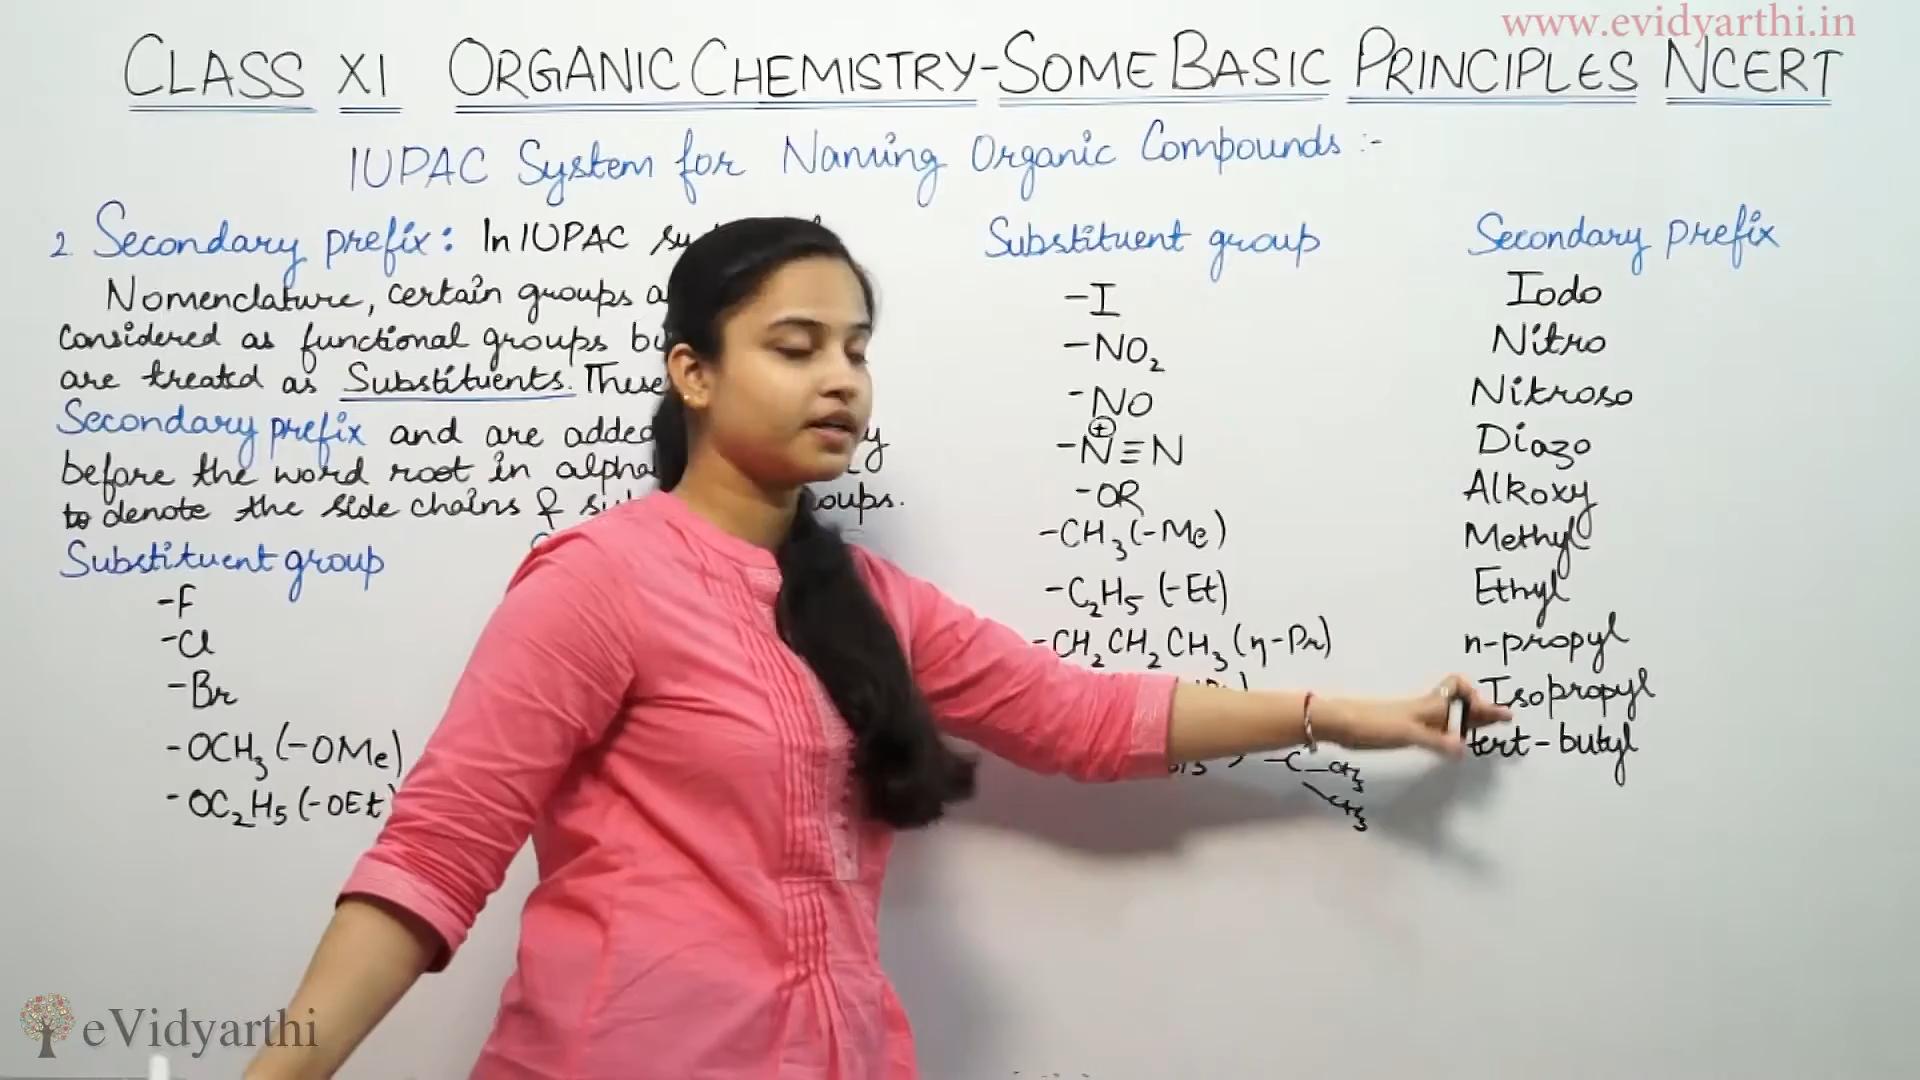 www.evidyarthi.in
CLASS XI ORGANIC CHEMISTRY-SOME BASIC PRINCIPLES NCERT
IUPAC System for Naming Organic Compounds :-
2. Secondary prefix: In IUPAC
Nomenclature, certain groups
considered as functional groups
are treated as Substituents. These
Secondary prefix and are added
before the word root in
to denote the side chains &
Substituent group
-F
-Cl
-Br
-OCH3 (-OMe)
-OC2H5 (-OEt)
Substituent group Secondary prefix
-I Iodo
-NO2 Nitro
-NO Nitroso
-N⊕≡N Diazo
-OR Alkoxy
-CH3 (-Me) Methyl
-C2H5 (-Et) Ethyl
-CH2CH2CH3 (n-Pr) n-propyl
Isopropyl
tert-butyl
-C-CH3
CH3
eVidyarthi